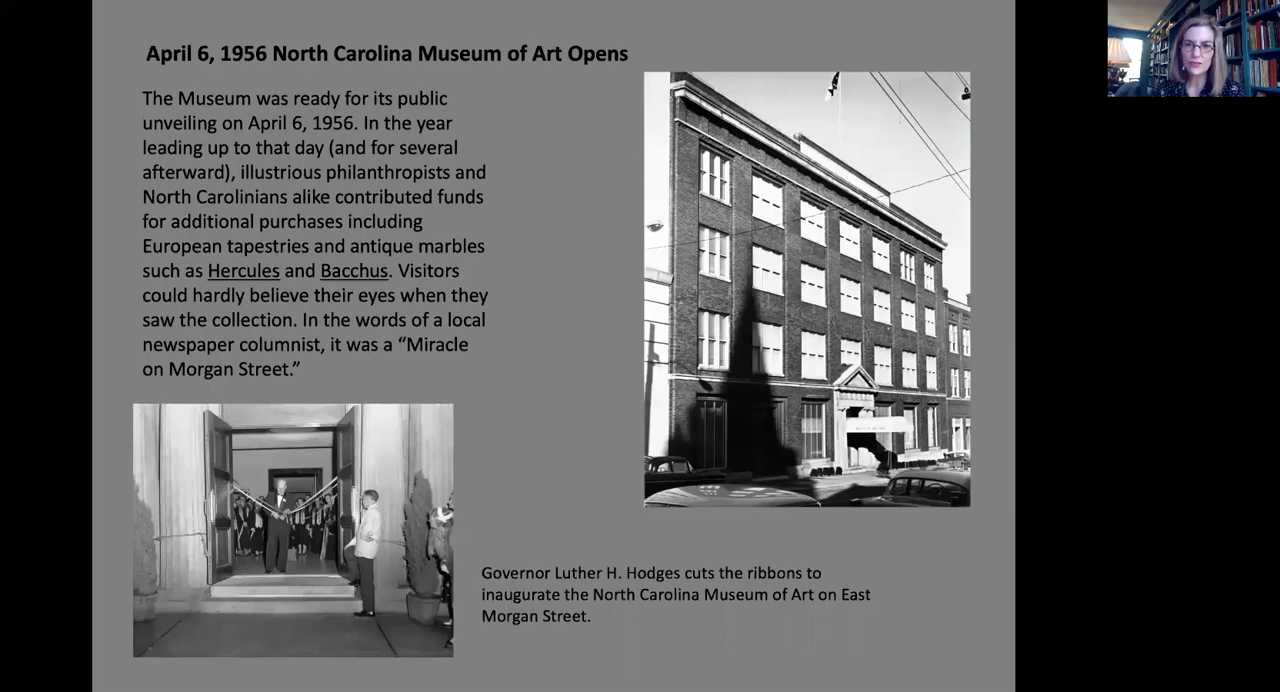 April 6, 1956 North Carolina Museum of Art Opens
The Museum was ready for its public
unveiling on April 6, 1956. In the year
leading up to that day (and for several
afterward), illustrious philanthropists and
North Carolinians alike contributed funds
for additional purchases including
European tapestries and antique marbles
such as Hercules and Bacchus. Visitors
could hardly believe their eyes when they
saw the collection. In the words of a local
newspaper columnist, it was a “Miracle
on Morgan Street.”
Governor Luther H. Hodges cuts the ribbons to
inaugurate the North Carolina Museum of Art on East
Morgan Street.